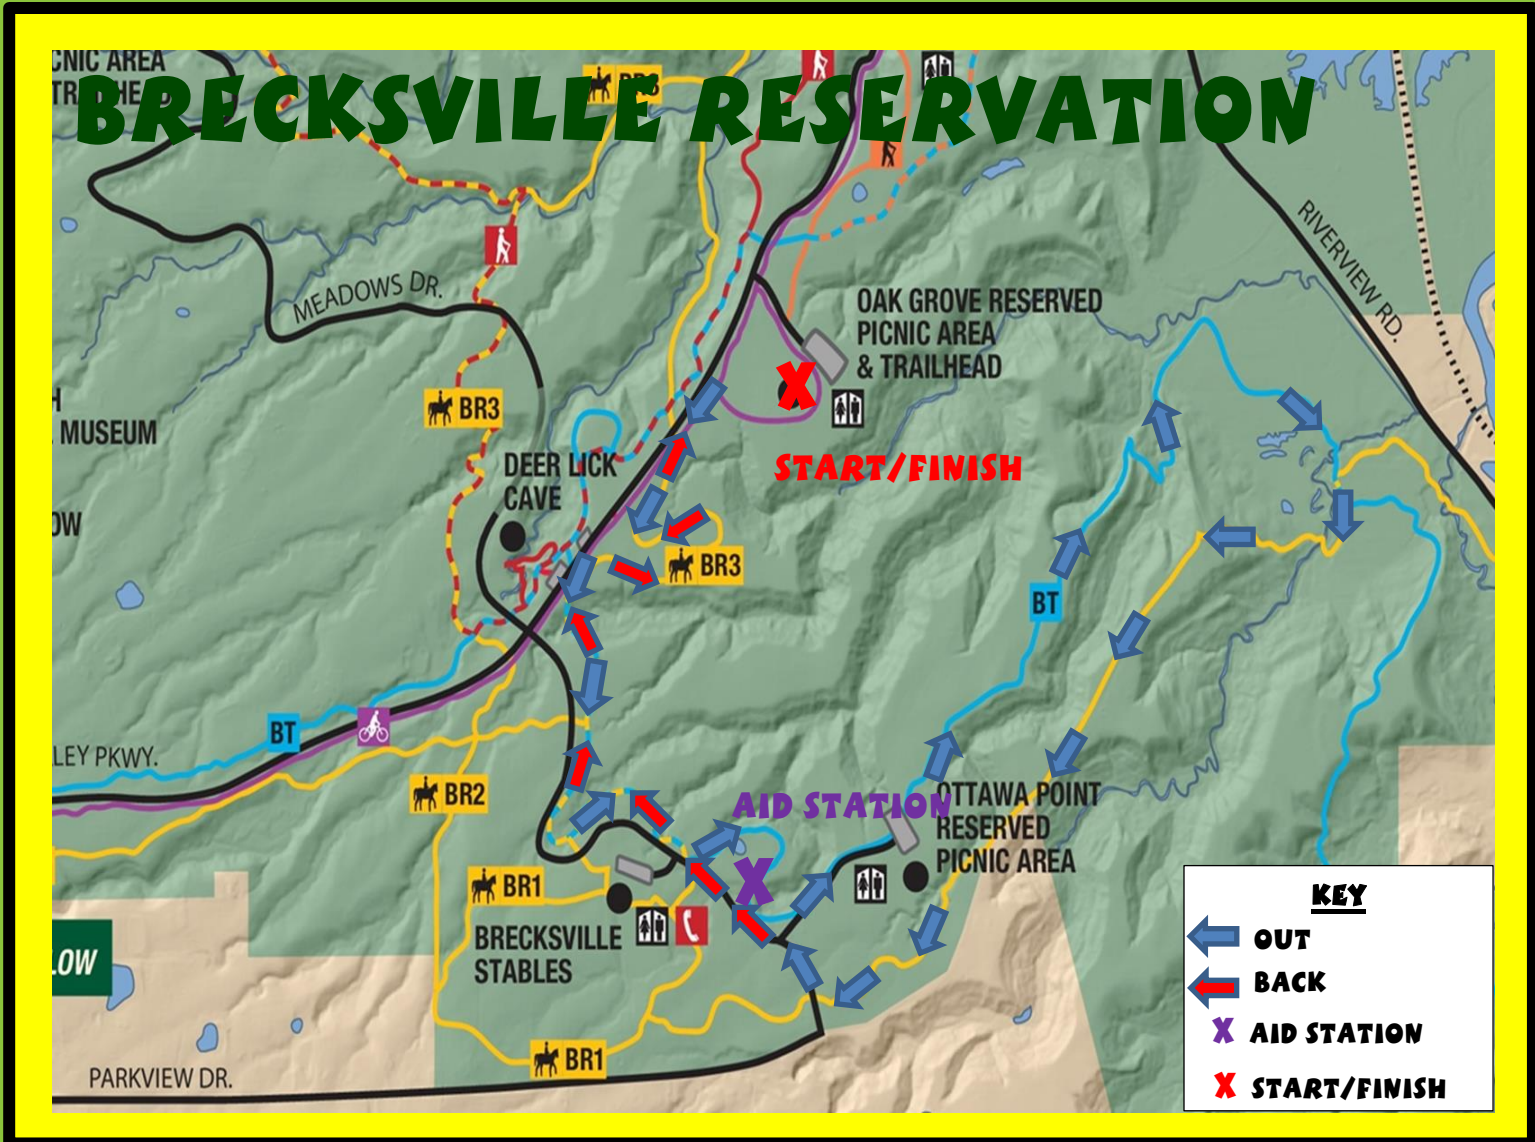 CNIC AREA
BRECKSVILLE RESERVATION
RIVERVIEW RD.
MEADOWS DR.
OAK GROVE RESERVED
PICNIC AREA
& TRAILHEAD
X
BR3
MUSEUM
START/FINISH
DEER LICK
CAVE
OW
BR3
BT
BT
LEY PKWY.
BR2
AID STATION
OTTAWA POINT
RESERVED
PICNIC AREA
X
BR1
BRECKSVILLE
STABLES
LOW
BR1
PARKVIEW DR.
KEY
OUT
BACK
X AID STATION
X START/FINISH